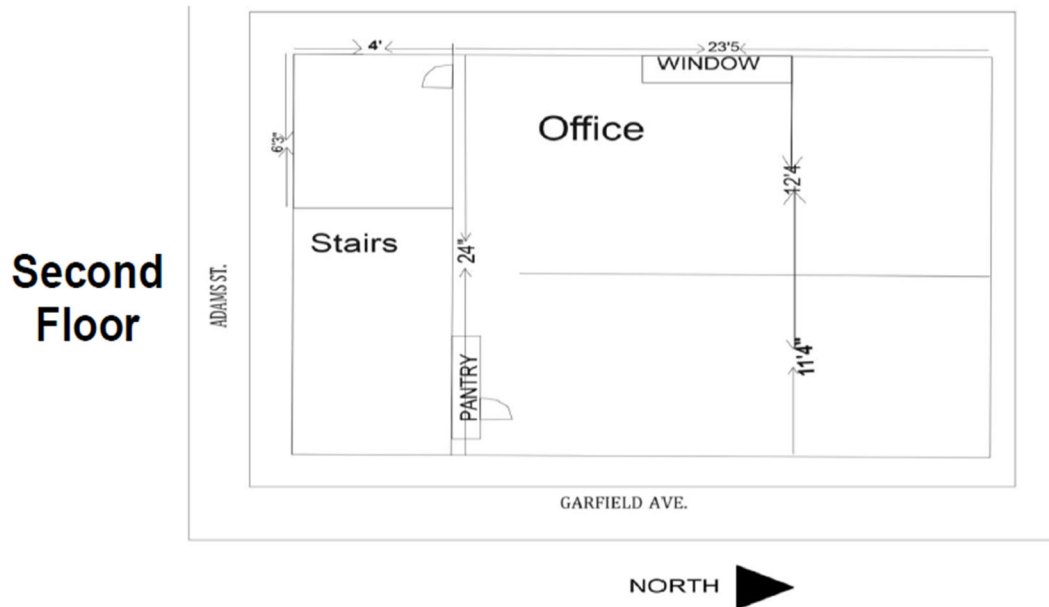 4'
23'5
WINDOW
Office
6'3"
12'4
Stairs
24"
Second
Floor
ADAMS ST.
11'4"
PANTRY
GARFIELD AVE.
NORTH